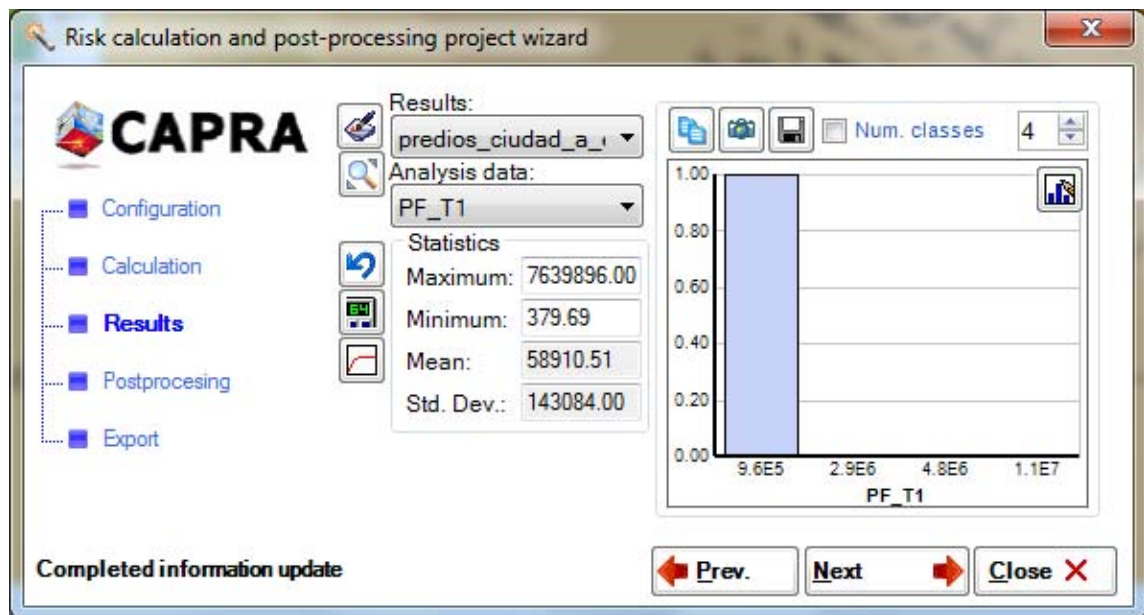 Risk calculation and post-processing project wizard
CAPRA
Configuration
Calculation
Results
Postprocesing
Export
Results:
predios_ciudad_a_
Analysis data:
PF_T1
Statistics
Maximum: 7639896.00
Minimum: 379.69
Mean: 58910.51
Std. Dev.: 143084.00
Num. classes 4
1.00
0.80
0.60
0.40
0.20
0.00
9.6E5 2.9E6 4.8E6 1.1E7
PF_T1
Completed information update
Prev. Next Close